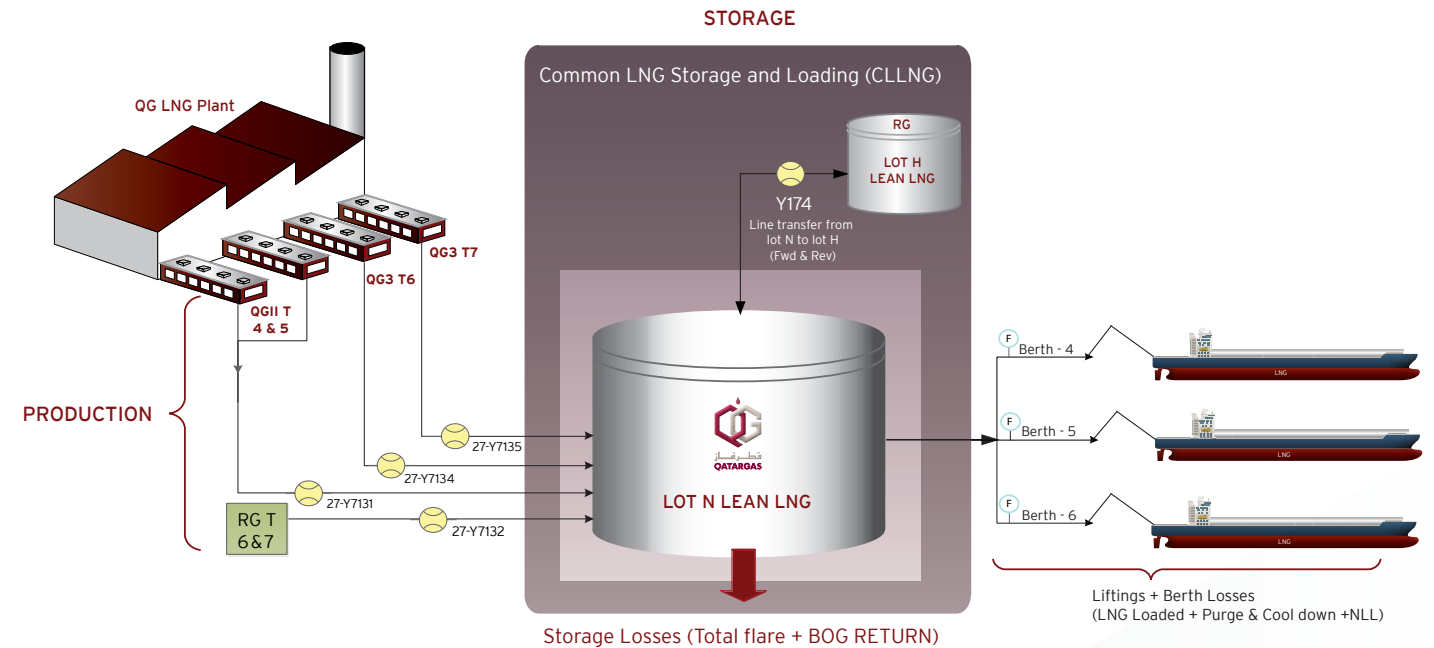 STORAGE
Common LNG Storage and Loading (CLLNG)
QG LNG Plant
RG
LOT H
LEAN LNG
Y174
Line transfer from
lot N to lot H
(Fwd & Rev)
QG3 T7
QG3 T6
QGII T
4 & 5
PRODUCTION
27-Y7135
27-Y7134
27-Y7131
27-Y7132
RG T
6 & 7
QG
قطرغاز
QATARGAS
LOT N LEAN LNG
F
Berth - 4
LNG
F
Berth - 5
LNG
F
Berth - 6
LNG
Liftings + Berth Losses
(LNG Loaded + Purge & Cool down +NLL)
Storage Losses (Total flare + BOG RETURN)